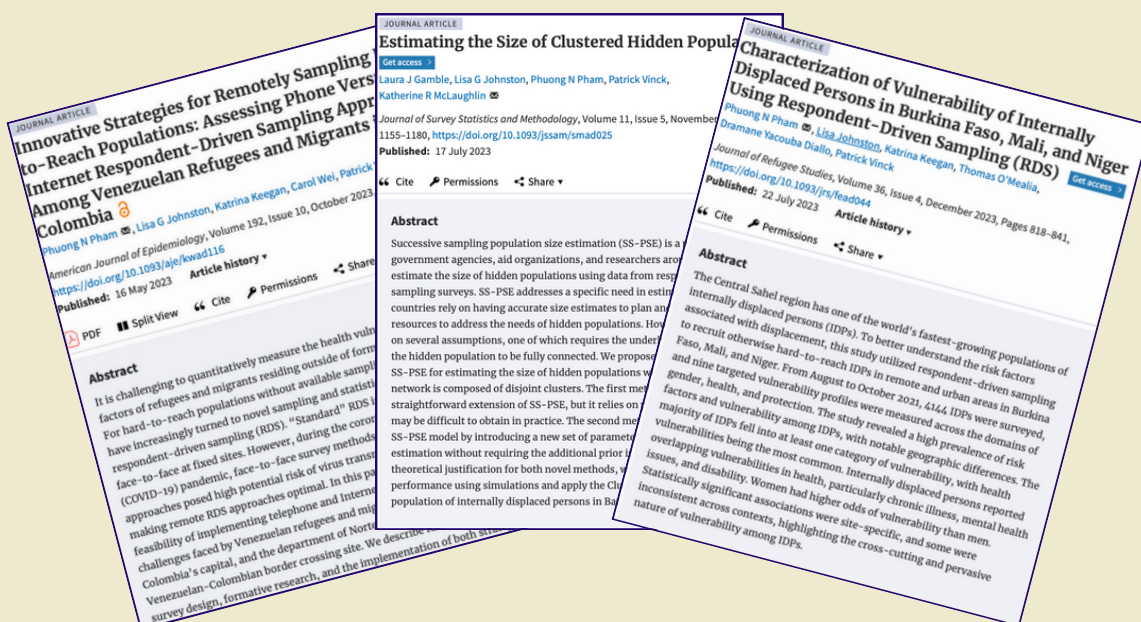 JOURNAL ARTICLE
Innovative Strategies for Remotely Sampling
to-Reach Populations: Assessing Phone Vers
Internet Respondent-Driven Sampling Appr
Among Venezuelan Refugees and Migrants
Colombia
Phuong N Pham, Lisa G Johnston, Katrina Keegan, Carol Wei, Patrick
American Journal of Epidemiology, Volume 192, Issue 10, October 2023,
https://doi.org/10.1093/aje/kwad116
Published: 16 May 2023 Article history ▾
PDF Split View Cite Permissions Share
Abstract
It is challenging to quantitatively measure the health vuln
factors of refugees and migrants residing outside of form
For hard-to-reach populations without available sampli
have increasingly turned to novel sampling and statistic
respondent-driven sampling (RDS). “Standard” RDS i
face-to-face at fixed sites. However, during the coron
(COVID-19) pandemic, face-to-face survey methods
approaches posed high potential risk of virus transm
making remote RDS approaches optimal. In this pa
feasibility of implementing telephone and Interne
challenges faced by Venezuelan refugees and mig
Colombia’s capital, and the department of Norte
Venezuelan-Colombian border crossing site. We describe
survey design, formative research, and the implementation of both strat
JOURNAL ARTICLE
Estimating the Size of Clustered Hidden Popula
Get access >
Laura J Gamble, Lisa G Johnston, Phuong N Pham, Patrick Vinck,
Katherine R McLaughlin
Journal of Survey Statistics and Methodology, Volume 11, Issue 5, November
1155–1180, https://doi.org/10.1093/jssam/smad025
Published: 17 July 2023
Cite Permissions Share ▾
Abstract
Successive sampling population size estimation (SS-PSE) is a
government agencies, aid organizations, and researchers aro
estimate the size of hidden populations using data from resp
sampling surveys. SS-PSE addresses a specific need in estim
countries rely on having accurate size estimates to plan an
resources to address the needs of hidden populations. How
on several assumptions, one of which requires the underl
the hidden population to be fully connected. We propose
SS-PSE for estimating the size of hidden populations w
network is composed of disjoint clusters. The first met
straightforward extension of SS-PSE, but it relies on
may be difficult to obtain in practice. The second me
SS-PSE model by introducing a new set of paramete
estimation without requiring the additional prior i
theoretical justification for both novel methods, w
performance using simulations and apply the Clu
population of internally displaced persons in Ba
JOURNAL ARTICLE
Characterization of Vulnerability of Internally
Displaced Persons in Burkina Faso, Mali, and Niger
Using Respondent-Driven Sampling (RDS)
Get access >
Phuong N Pham, Lisa Johnston, Katrina Keegan, Thomas O'Mealia,
Dramane Yacouba Diallo, Patrick Vinck
Journal of Refugee Studies, Volume 36, Issue 4, December 2023, Pages 818–841,
https://doi.org/10.1093/jrs/fead044
Published: 22 July 2023 Article history ▾
Cite Permissions Share ▾
Abstract
The Central Sahel region has one of the world’s fastest-growing populations of
internally displaced persons (IDPs). To better understand the risk factors
associated with displacement, this study utilized respondent-driven sampling
to recruit otherwise hard-to-reach IDPs in remote and urban areas in Burkina
Faso, Mali, and Niger. From August to October 2021, 4144 IDPs were surveyed,
and nine targeted vulnerability profiles were measured across the domains of
gender, health, and protection. The study revealed a high prevalence of risk
factors and vulnerability among IDPs, with notable geographic differences. The
majority of IDPs fell into at least one category of vulnerability, with health
vulnerabilities being the most common. Internally displaced persons reported
overlapping vulnerabilities in health, particularly chronic illness, mental health
issues, and disability. Women had higher odds of vulnerability than men.
Statistically significant associations were site-specific, and some were
inconsistent across contexts, highlighting the cross-cutting and pervasive
nature of vulnerability among IDPs.